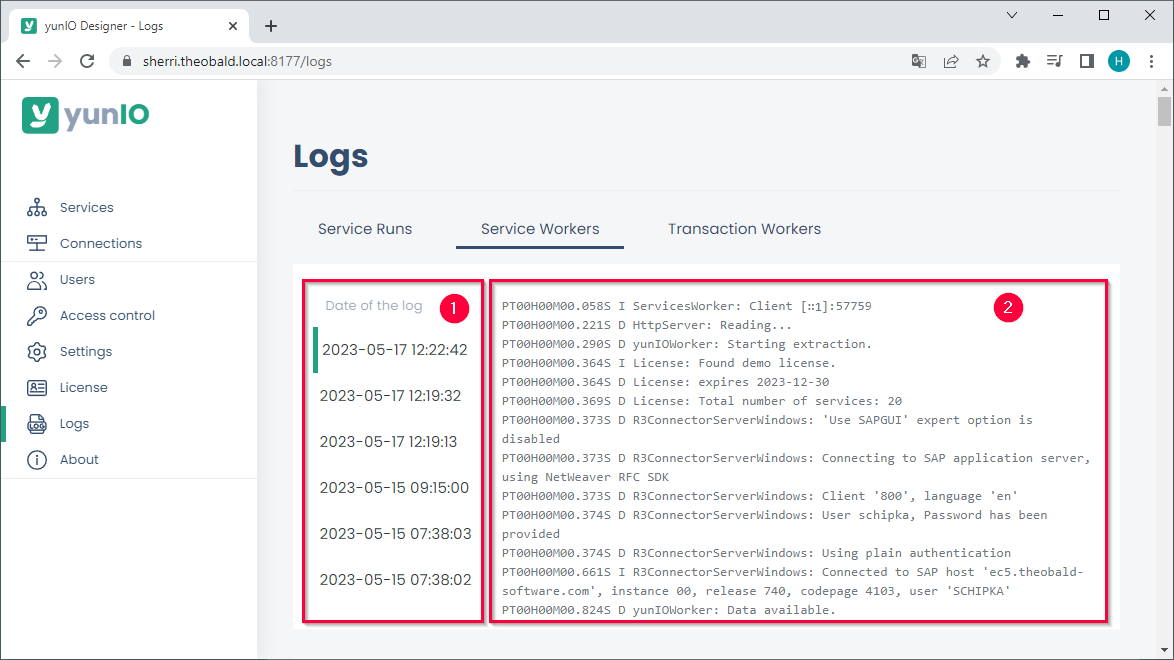 yunIO Designer - Logs
sherri.theobald.local:8177/logs
H
yunIO
Services
Connections
Users
Access control
Settings
License
Logs
About
Logs
Service Runs
Service Workers
Transaction Workers
Date of the log
1
2023-05-17 12:22:42
2023-05-17 12:19:32
2023-05-17 12:19:13
2023-05-15 09:15:00
2023-05-15 07:38:03
2023-05-15 07:38:02
2
PT00H00M00.058S I ServicesWorker: Client [::1]:57759
PT00H00M00.221S D HttpServer: Reading...
PT00H00M00.290S D yunIOWorker: Starting extraction.
PT00H00M00.364S I License: Found demo license.
PT00H00M00.364S D License: expires 2023-12-30
PT00H00M00.369S D License: Total number of services: 20
PT00H00M00.373S D R3ConnectorServerWindows: 'Use SAPGUI' expert option is
disabled
PT00H00M00.373S D R3ConnectorServerWindows: Connecting to SAP application server,
using NetWeaver RFC SDK
PT00H00M00.373S D R3ConnectorServerWindows: Client '800', language 'en'
PT00H00M00.374S D R3ConnectorServerWindows: User schipka, Password has been
provided
PT00H00M00.374S D R3ConnectorServerWindows: Using plain authentication
PT00H00M00.661S I R3ConnectorServerWindows: Connected to SAP host 'ec5.theobald-
software.com', instance 00, release 740, codepage 4103, user 'SCHIPKA'
PT00H00M00.824S D yunIOWorker: Data available.